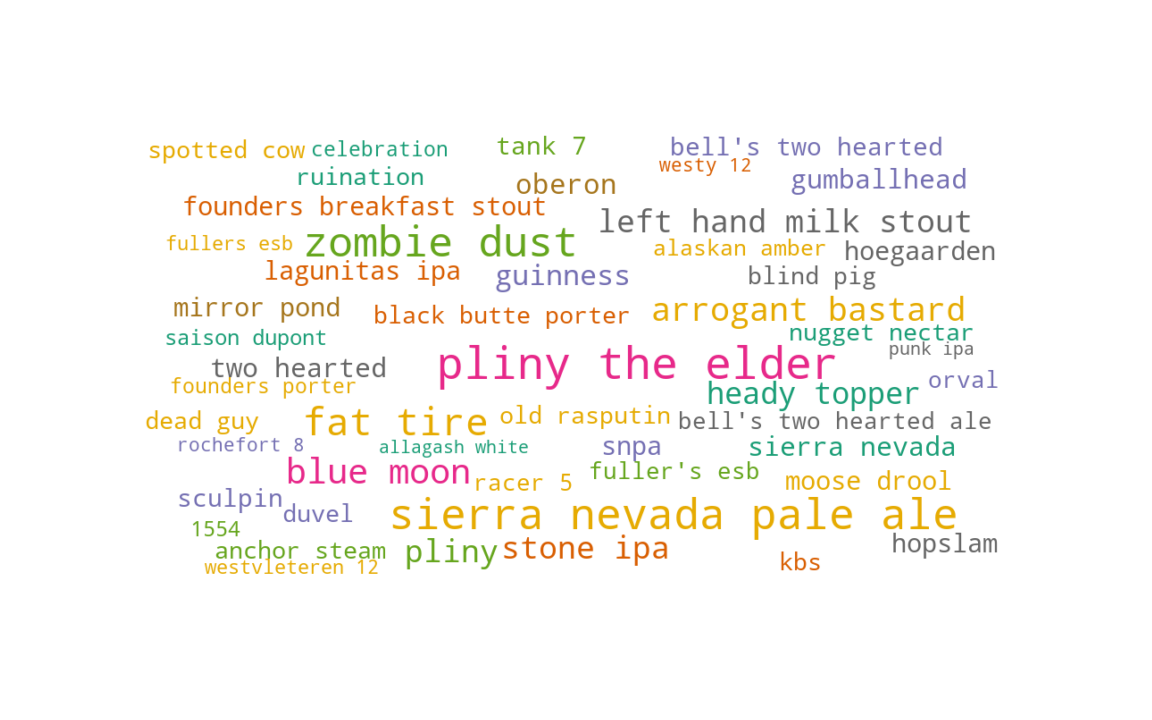 spotted cow
celebration
tank 7
bell's two hearted
westy 12
ruination
oberon
gumballhead
founders breakfast stout
left hand milk stout
fullers esb
zombie dust
alaskan amber
hoegaarden
lagunitas ipa
guinness
blind pig
mirror pond
black butte porter
arrogant bastard
saison dupont
nugget nectar
punk ipa
two hearted
pliny the elder
orval
founders porter
heady topper
dead guy
fat tire
old rasputin
bell's two hearted ale
rochefort 8
allagash white
snpa
sierra nevada
blue moon
racer 5
fuller's esb
moose drool
sculpin
duvel
sierra nevada pale ale
1554
anchor steam
pliny
stone ipa
hopslam
westvleteren 12
kbs